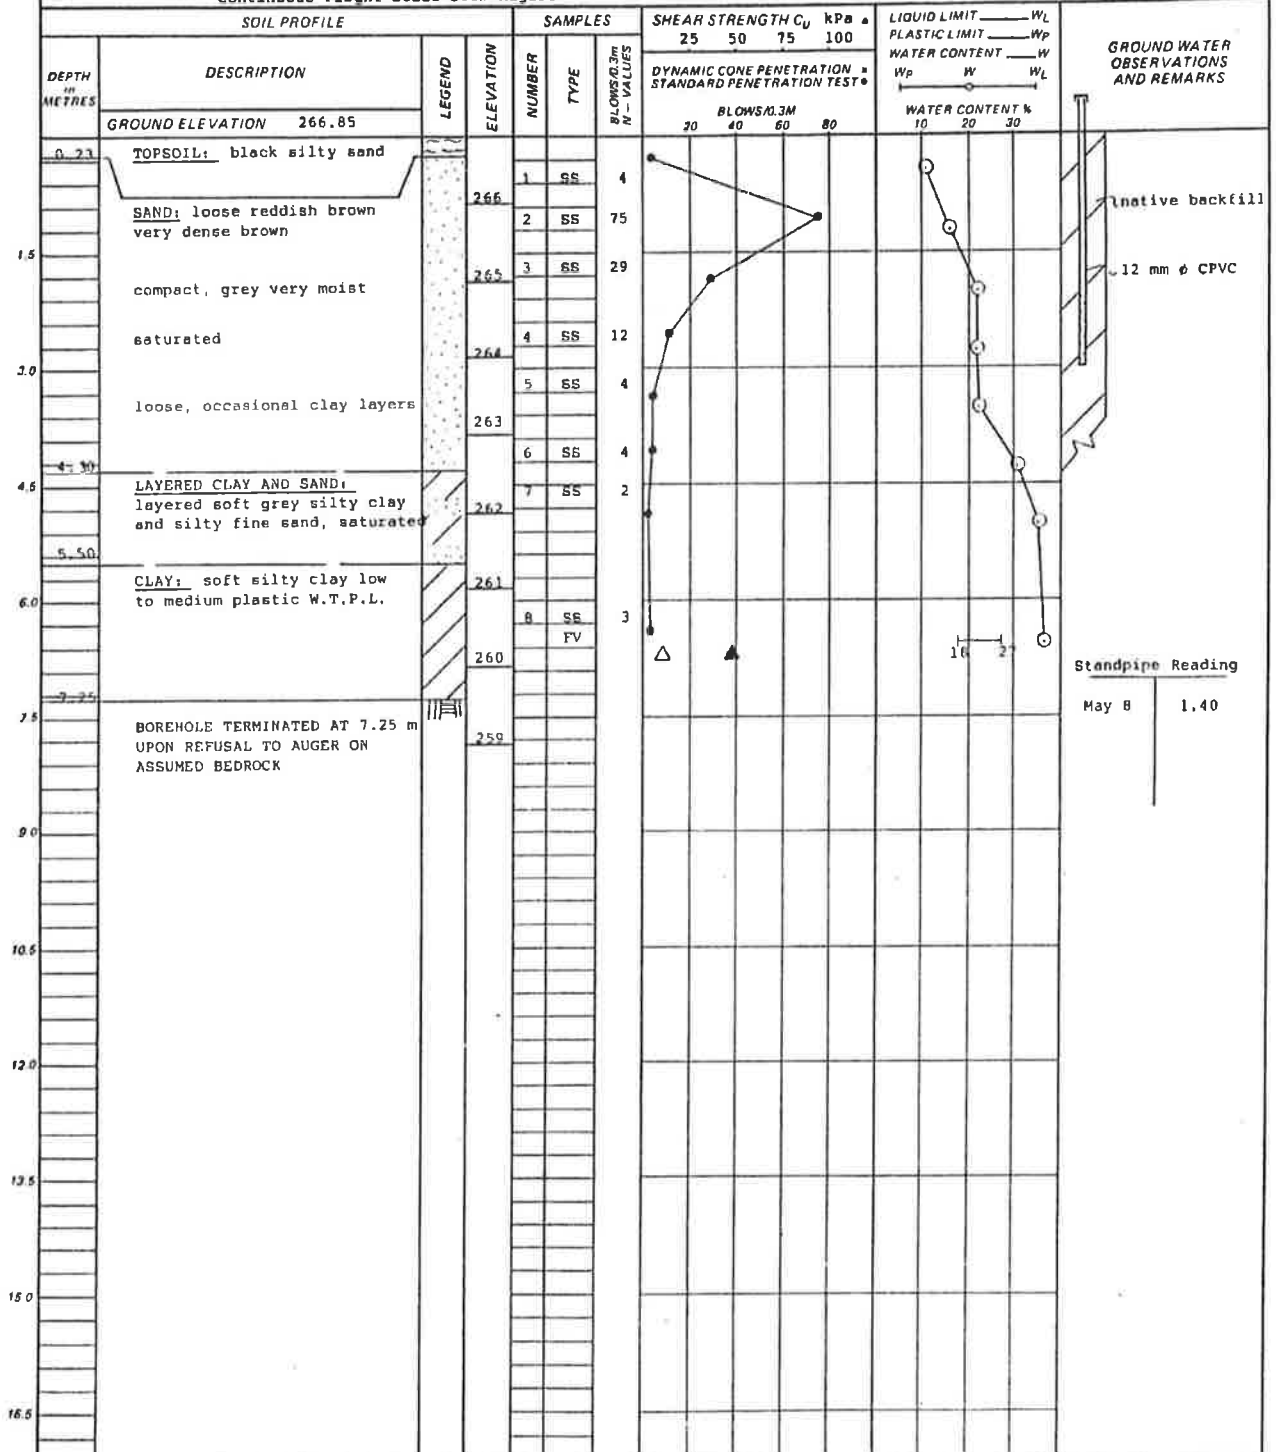 SOIL PROFILE
SAMPLES
SHEAR STRENGTH Cu kPa ▲
25 50 75 100
DYNAMIC CONE PENETRATION ×
STANDARD PENETRATION TEST ●
BLOWS/0.3M
20 40 60 80
LIQUID LIMIT ____ WL
PLASTIC LIMIT ____ WP
WATER CONTENT ____ W
WP W WL
WATER CONTENT %
10 20 30
GROUND WATER
OBSERVATIONS
AND REMARKS
DEPTH
in
METRES
DESCRIPTION
LEGEND
ELEVATION
NUMBER
TYPE
BLOWS/0.3m
N - VALUES
GROUND ELEVATION 266.85
0.23 TOPSOIL: black silty sand
1 SS 4
266
SAND: loose reddish brown
2 SS 75
very dense brown
native backfill
1.5
3 SS 29
265
12 mm ø CPVC
compact, grey very moist
saturated
4 SS 12
264
3.0
5 SS 4
loose, occasional clay layers
263
6 SS 4
4.30
4.5
LAYERED CLAY AND SAND:
7 SS 2
layered soft grey silty clay
262
and silty fine sand, saturated
5.50
CLAY: soft silty clay low
261
6.0
to medium plastic W.T.P.L.
8 SS 3
FV
16 27
260
Standpipe Reading
7.25
May 8 1.40
7.5
BOREHOLE TERMINATED AT 7.25 m
UPON REFUSAL TO AUGER ON
259
ASSUMED BEDROCK
9.0
10.5
12.0
13.5
15.0
16.5